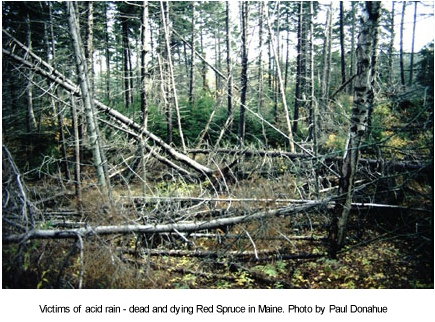 Victims of acid rain - dead and dying Red Spruce in Maine. Photo by Paul Donahue